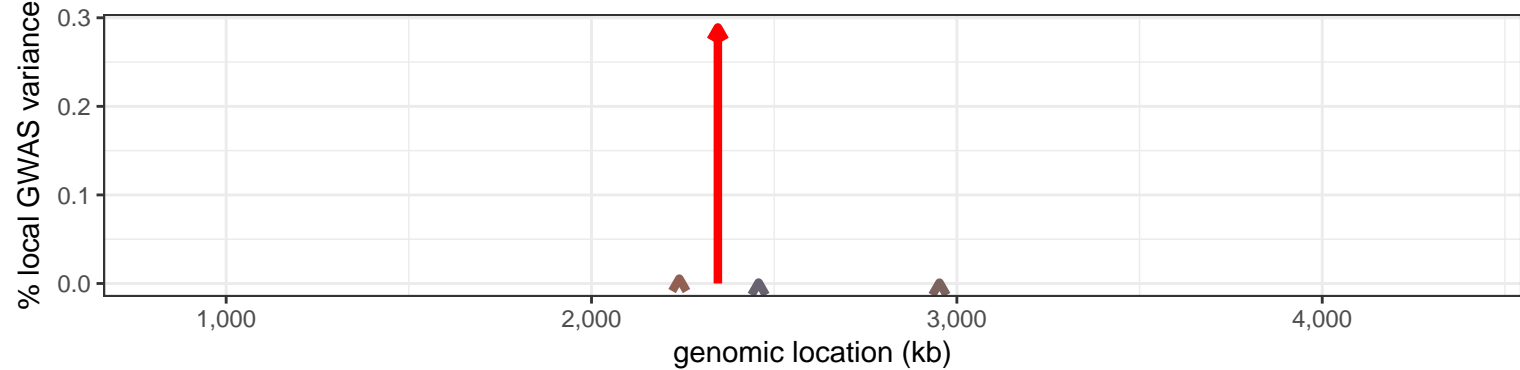 % local GWAS variance
0.3
0.2
0.1
0.0
1,000 2,000 3,000 4,000
genomic location (kb)